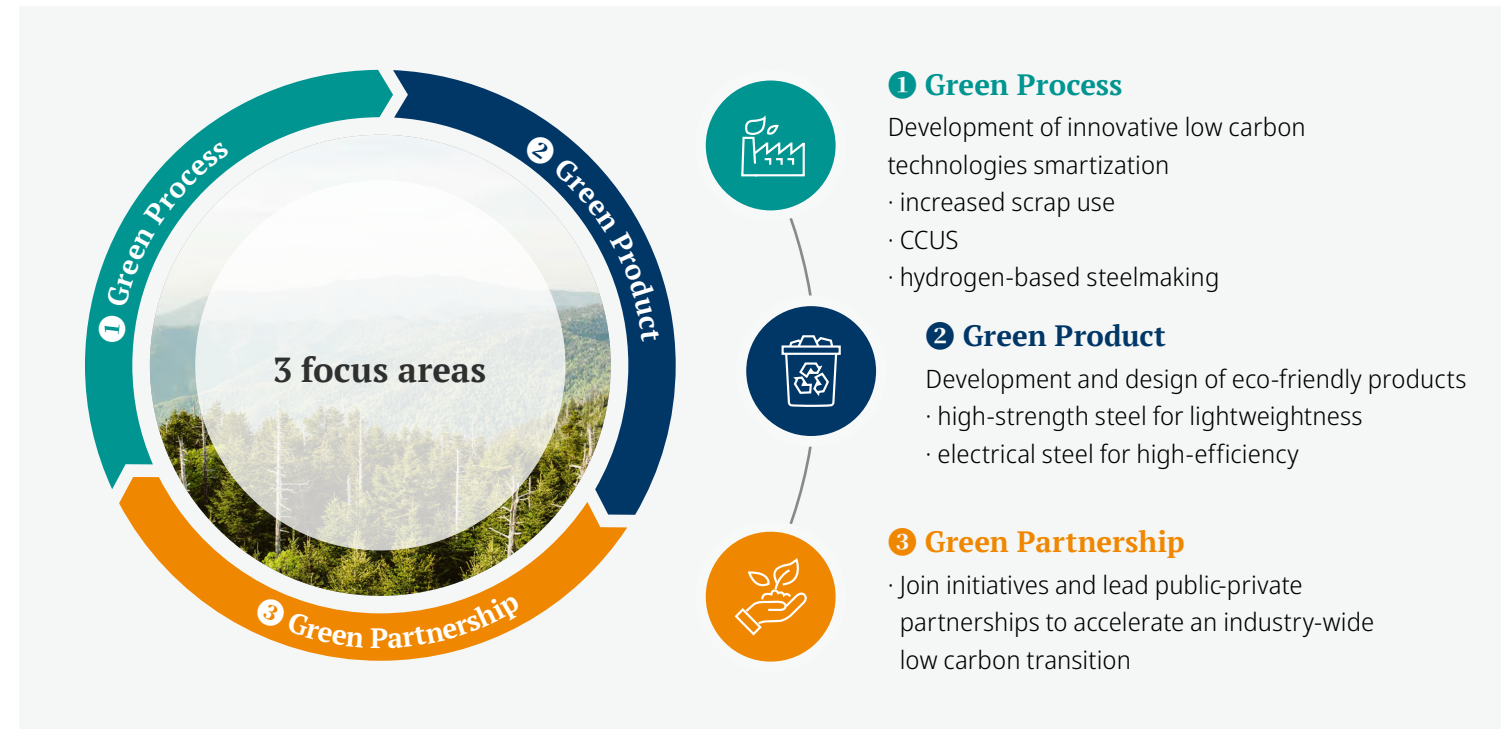 ❶ Green Process
❷ Green Product
❸ Green Partnership
3 focus areas
❶ Green Process
Development of innovative low carbon
technologies smartization
· increased scrap use
· CCUS
· hydrogen-based steelmaking
❷ Green Product
Development and design of eco-friendly products
· high-strength steel for lightweightness
· electrical steel for high-efficiency
❸ Green Partnership
· Join initiatives and lead public-private
partnerships to accelerate an industry-wide
low carbon transition